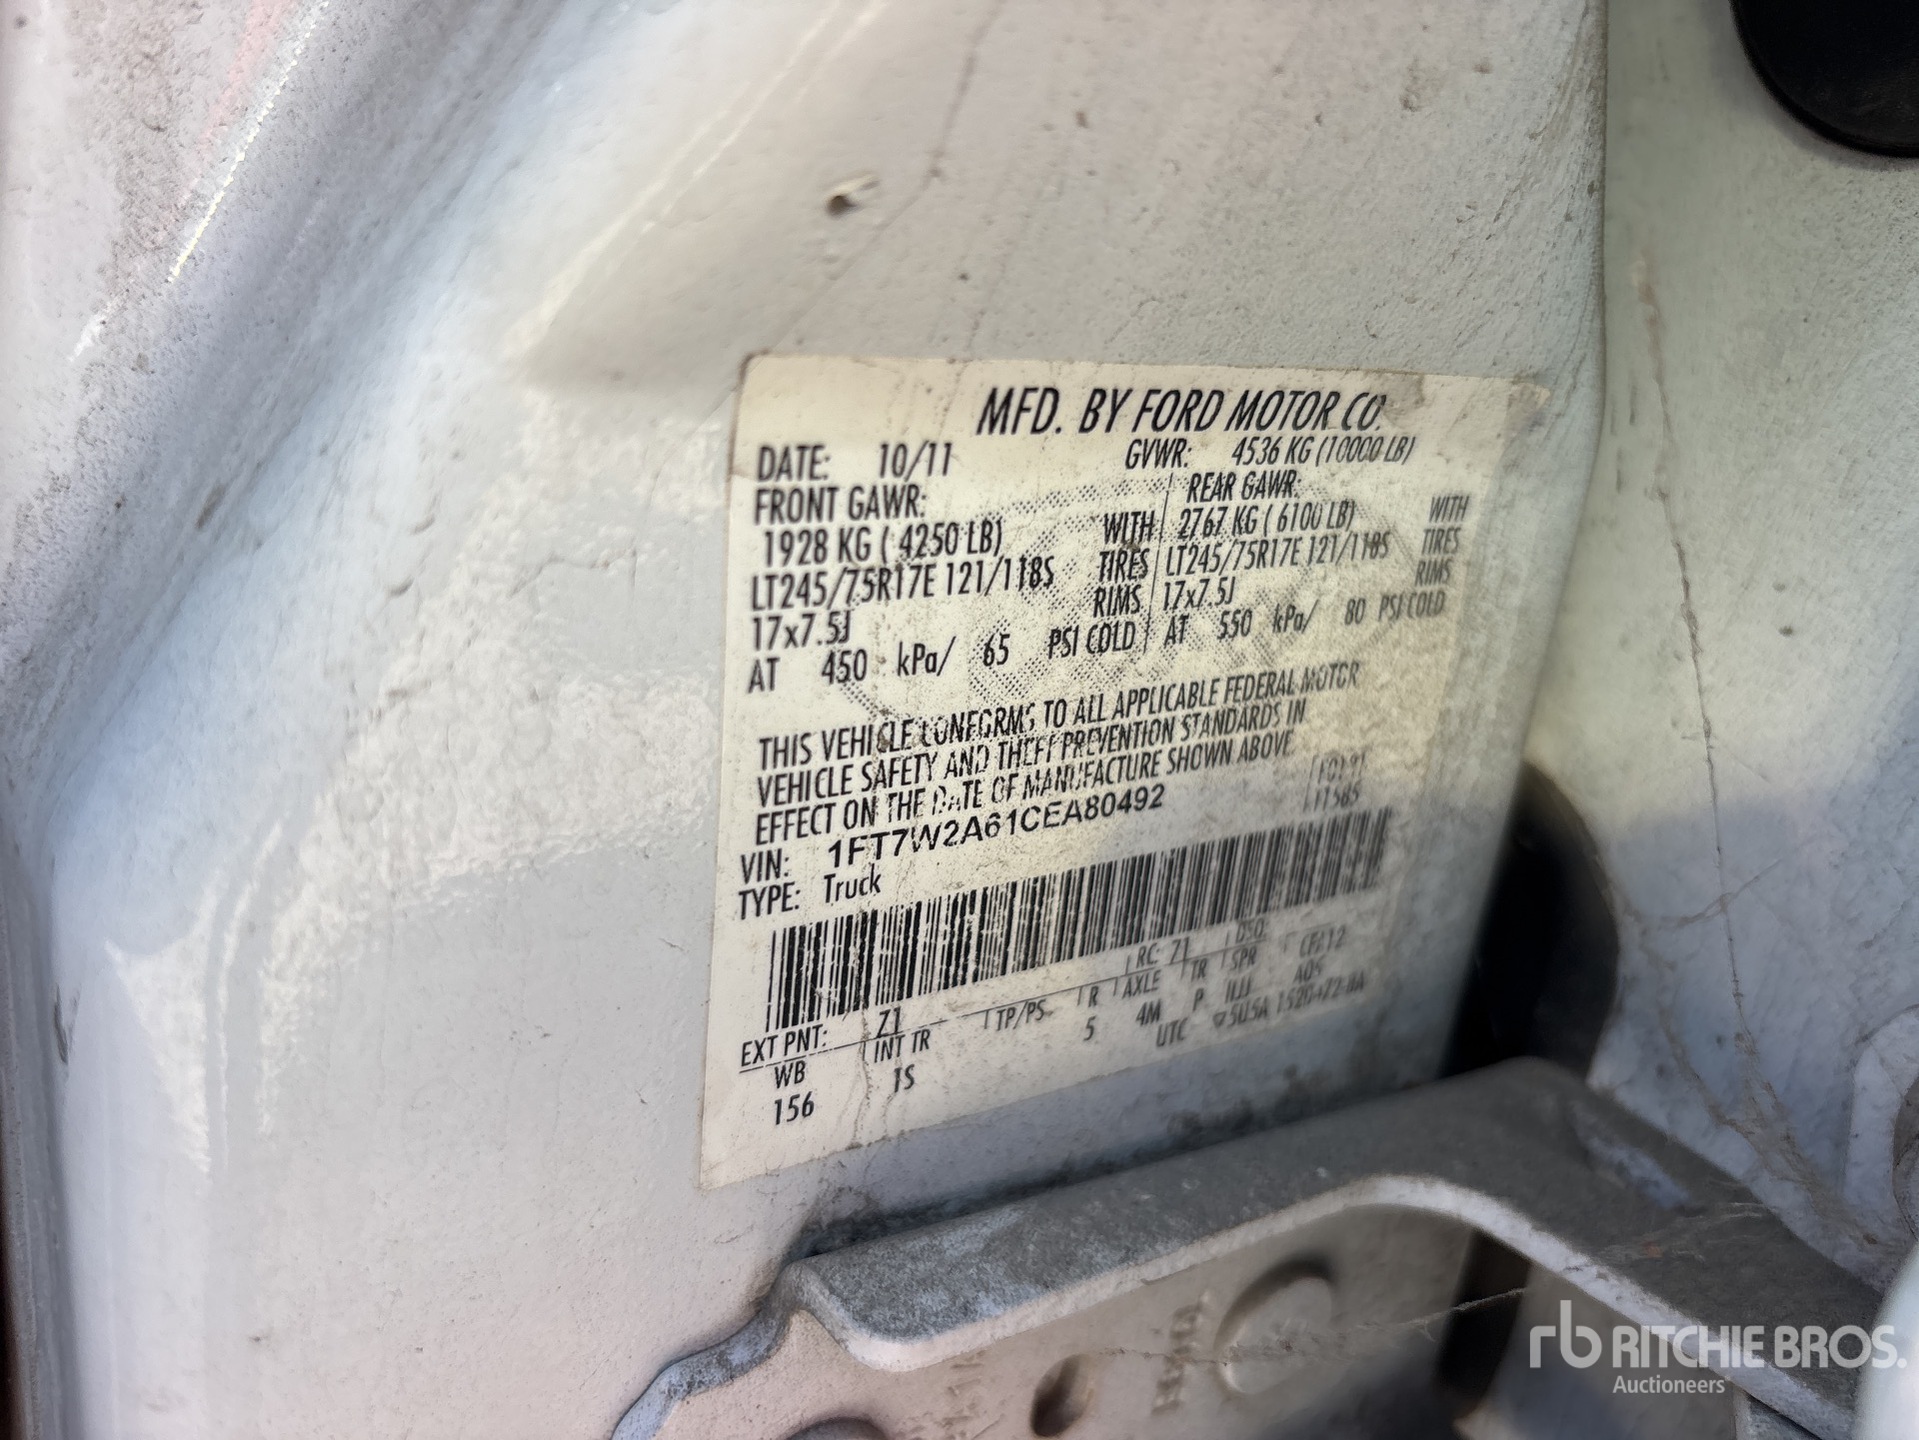 MFD. BY FORD MOTOR CO.
DATE: 10/11 GVWR: 4536 KG (10000 LB)
FRONT GAWR: REAR GAWR:
1928 KG ( 4250 LB) WITH 2767 KG ( 6100 LB) WITH
LT245/75R17E 121/118S TIRES LT245/75R17E 121/118S TIRES
17x7.5J RIMS 17x7.5J RIMS
AT 450 kPa/ 65 PSI COLD AT 550 kPa/ 80 PSI COLD
THIS VEHICLE CONFORMS TO ALL APPLICABLE FEDERAL MOTOR
VEHICLE SAFETY AND THEFT PREVENTION STANDARDS IN
EFFECT ON THE DATE OF MANUFACTURE SHOWN ABOVE.
VIN: 1FT7W2A61CEA80492
TYPE: Truck
EXT PNT: Z1 RC: 71 DSO:
WB INT TR TP/PS R AXLE TR SPR
156 1S 5 4M P
UTC
rb RITCHIE BROS.
Auctioneers